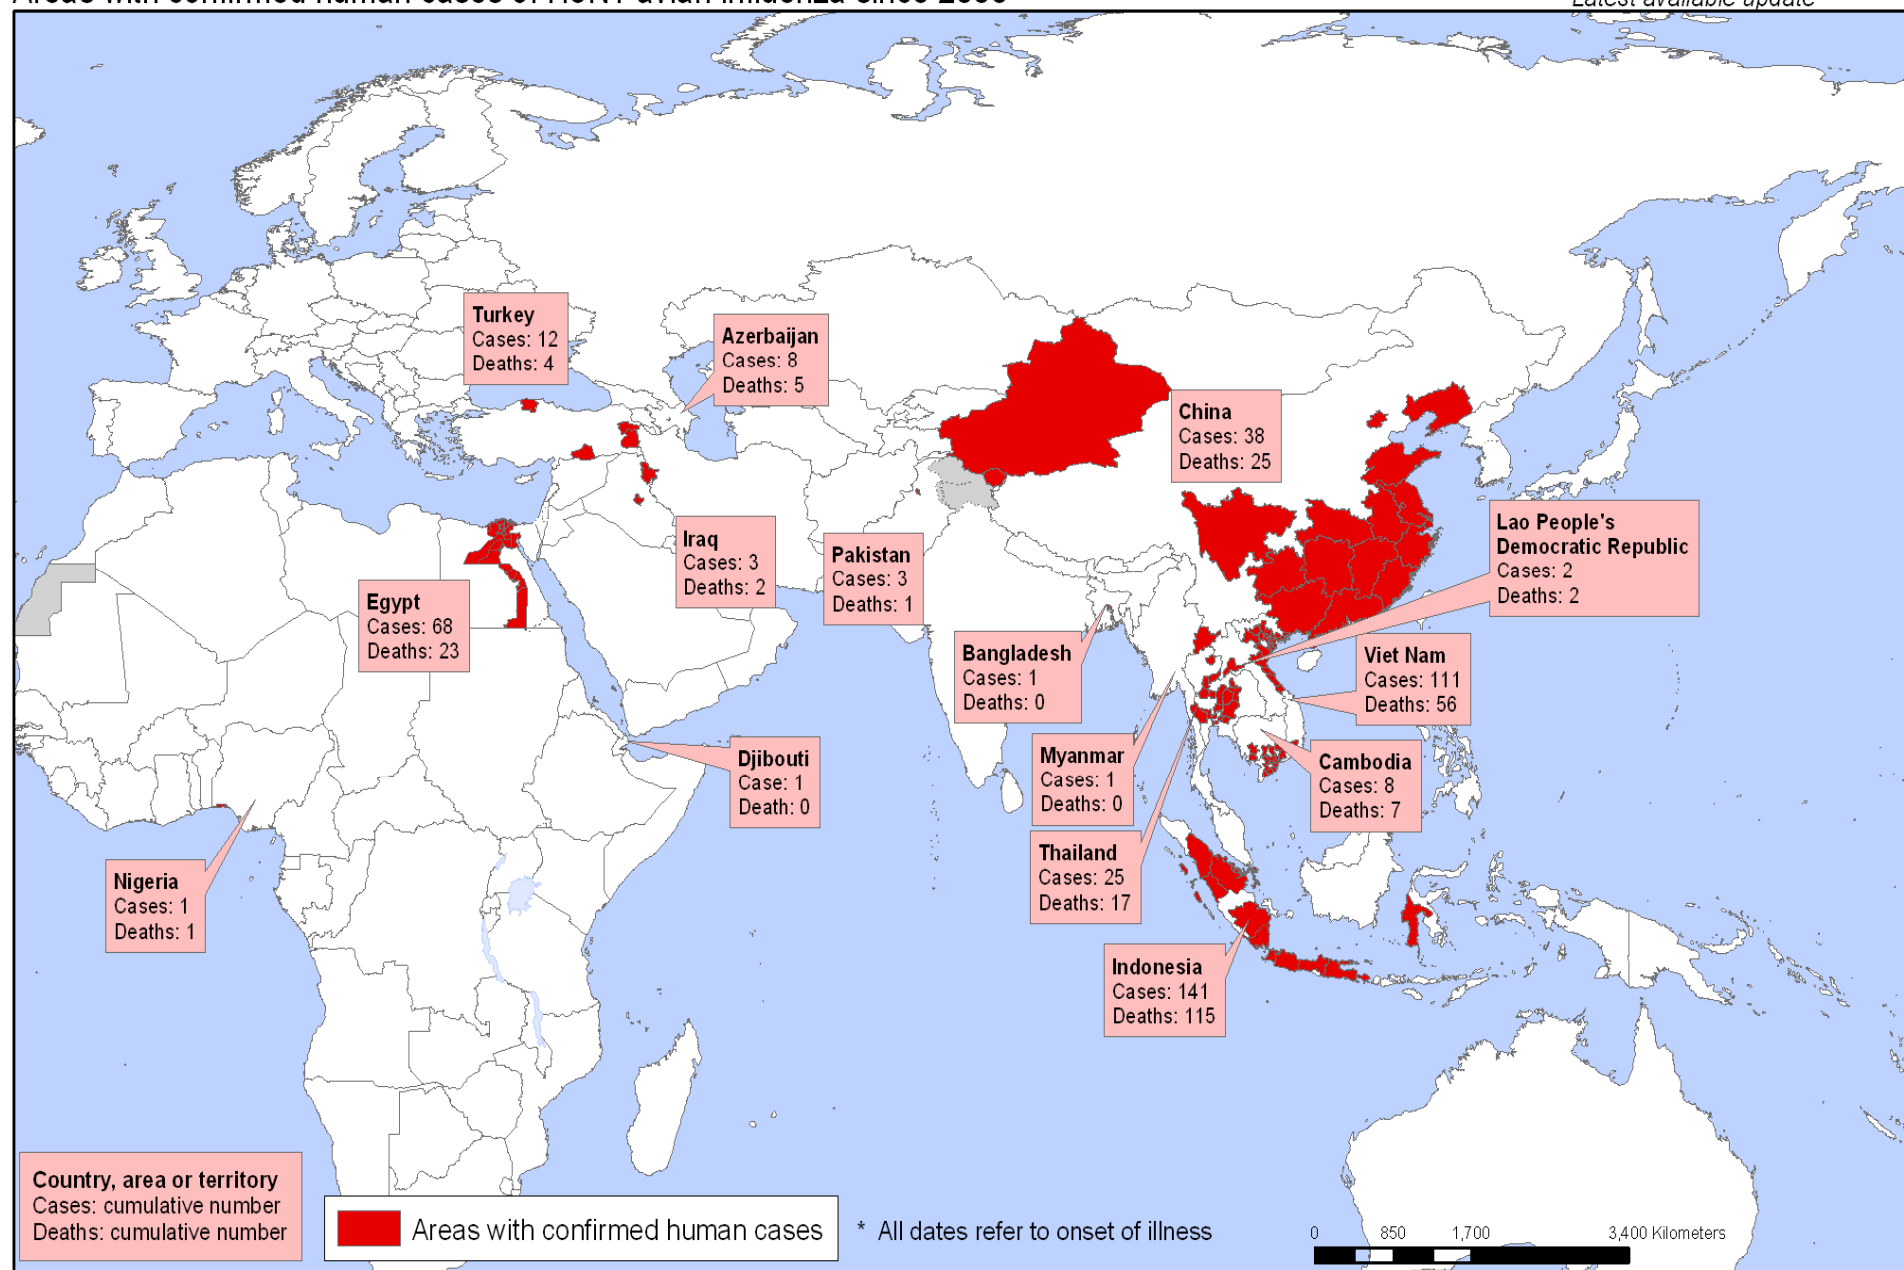 Latest available update
Turkey
Cases: 12
Deaths: 4
Azerbaijan
Cases: 8
Deaths: 5
China
Cases: 38
Deaths: 25
Lao People's
Democratic Republic
Cases: 2
Deaths: 2
Iraq
Cases: 3
Deaths: 2
Pakistan
Cases: 3
Deaths: 1
Egypt
Cases: 68
Deaths: 23
Bangladesh
Cases: 1
Deaths: 0
Viet Nam
Cases: 111
Deaths: 56
Djibouti
Case: 1
Death: 0
Myanmar
Cases: 1
Deaths: 0
Cambodia
Cases: 8
Deaths: 7
Thailand
Cases: 25
Deaths: 17
Nigeria
Cases: 1
Deaths: 1
Indonesia
Cases: 141
Deaths: 115
Country, area or territory
Cases: cumulative number
Deaths: cumulative number
Areas with confirmed human cases
* All dates refer to onset of illness
0 850 1,700 3,400 Kilometers